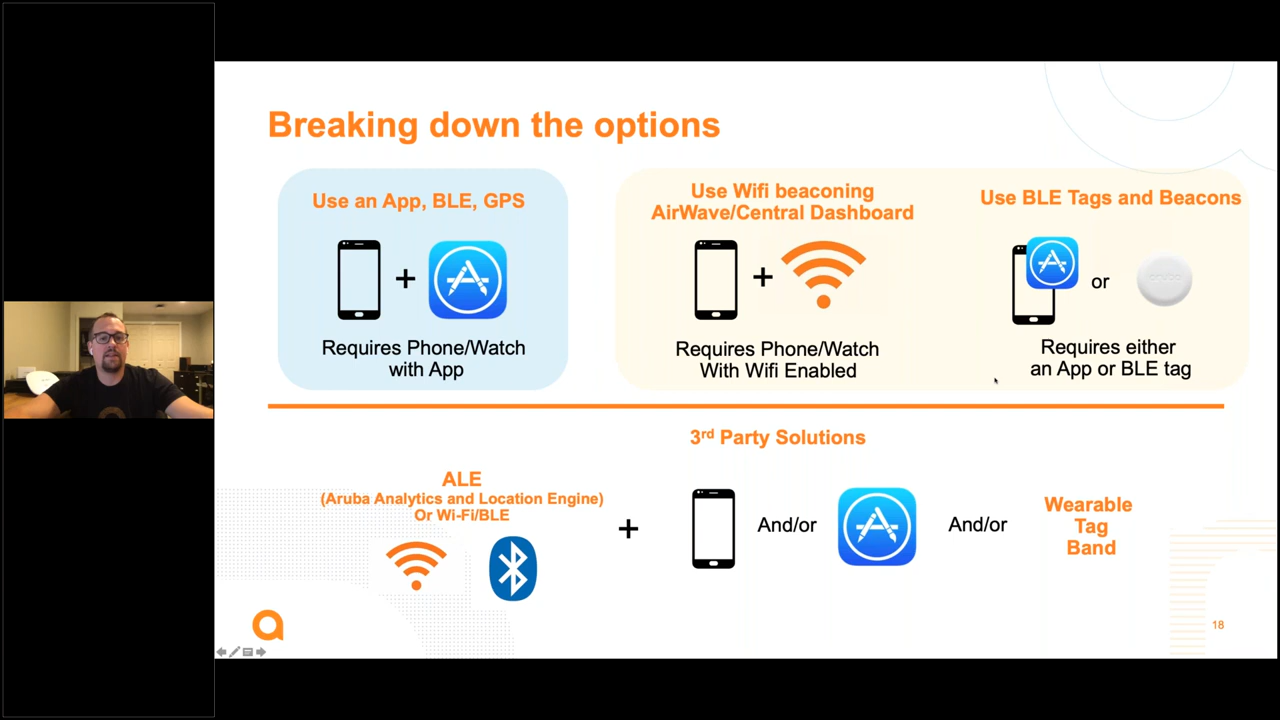 Breaking down the options
Use an App, BLE, GPS
+
Requires Phone/Watch
with App
Use Wifi beaconing
AirWave/Central Dashboard
+
Requires Phone/Watch
With Wifi Enabled
Use BLE Tags and Beacons
or
Requires either
an App or BLE tag
3rd Party Solutions
ALE
(Aruba Analytics and Location Engine)
Or Wi-Fi/BLE
+
And/or
And/or
Wearable
Tag
Band
18